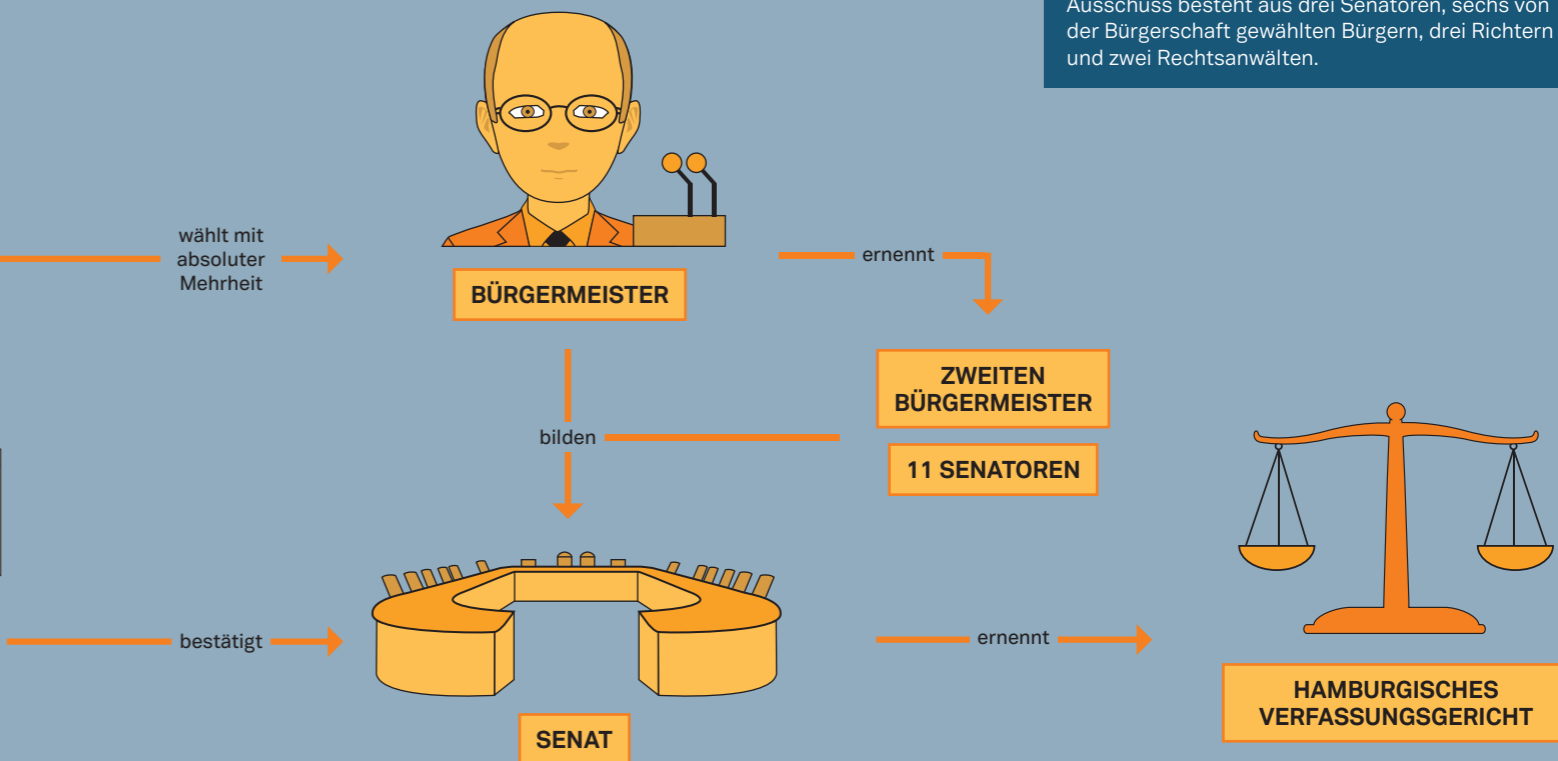 Ausschuss besteht aus drei Senatoren, sechs von
der Bürgerschaft gewählten Bürgern, drei Richtern
und zwei Rechtsanwälten.
wählt mit
absoluter
Mehrheit
BÜRGERMEISTER
ernennt
ZWEITEN
BÜRGERMEISTER
11 SENATOREN
bilden
bestätigt
SENAT
ernennt
HAMBURGISCHES
VERFASSUNGSGERICHT